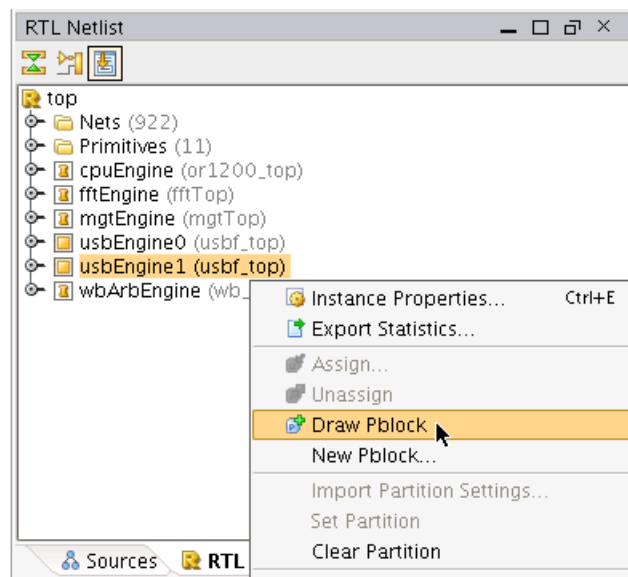 RTL Netlist
top
Nets (922)
Primitives (11)
cpuEngine (or1200_top)
fftEngine (fftTop)
mgtEngine (mgtTop)
usbEngine0 (usbf_top)
usbEngine1 (usbf_top)
wbArbEngine (wb_
Instance Properties... Ctrl+E
Export Statistics...
Assign...
Unassign
Draw Pblock
New Pblock...
Import Partition Settings...
Set Partition
Clear Partition
Sources RTL